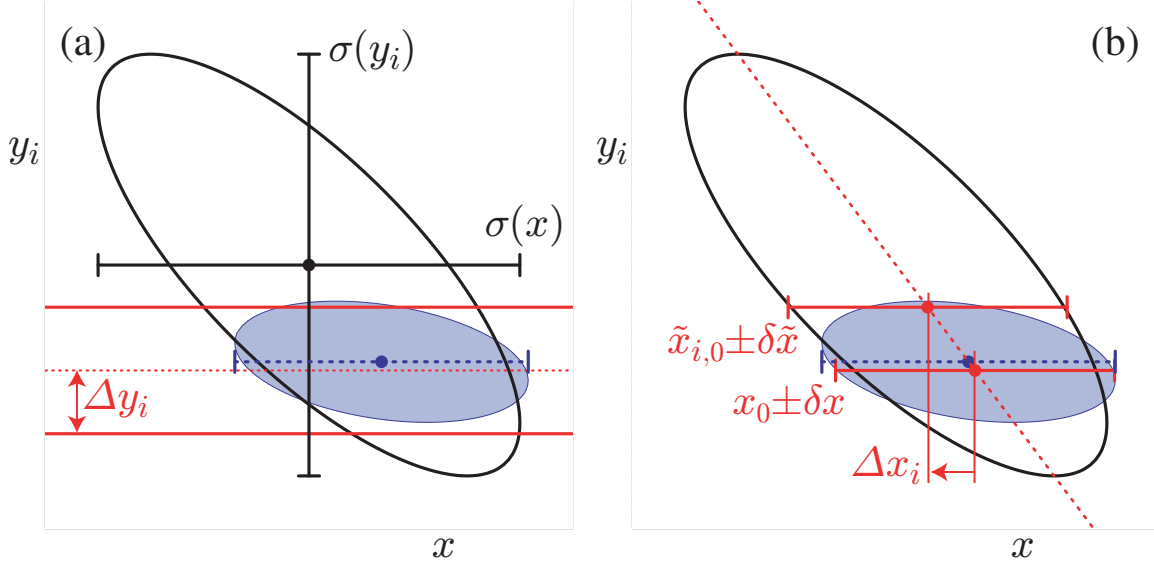 (a)
σ(y_i)
y_i
σ(x)
Δy_i
x
(b)
y_i
x̃_{i,0}±δx̃
x_0±δx
Δx_i
x